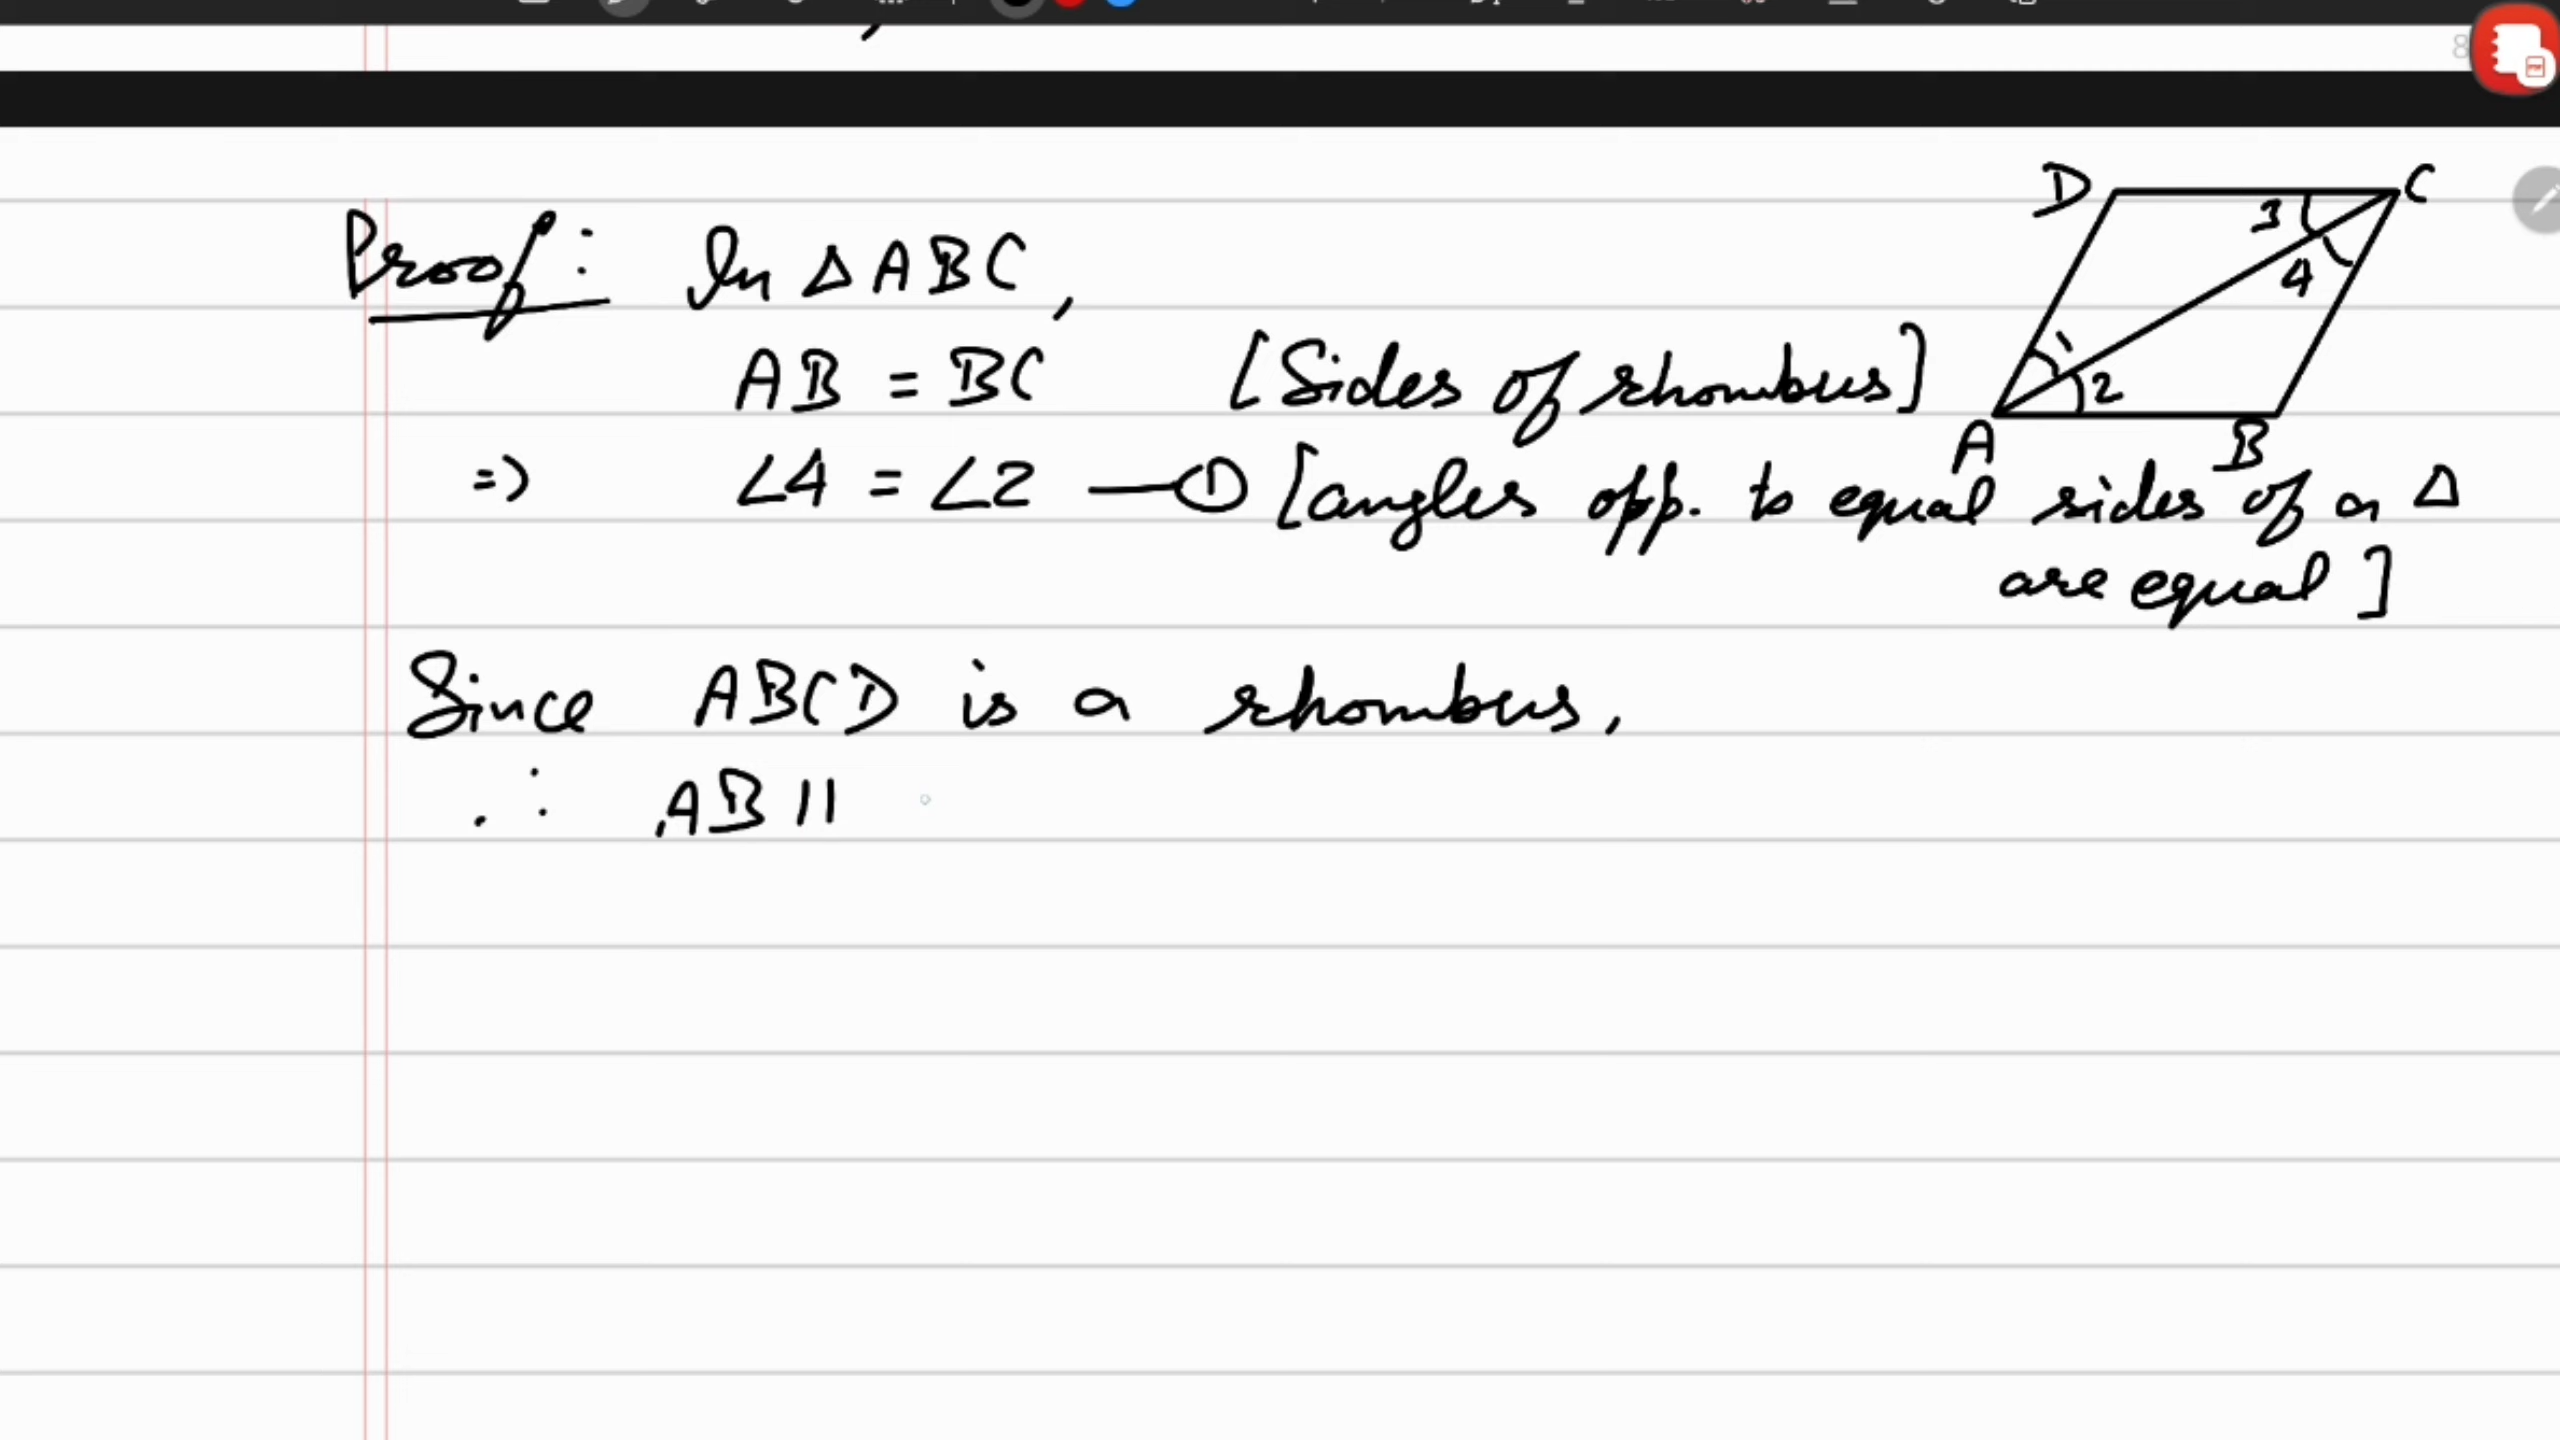 Proof: In ΔABC,
AB = BC [Sides of rhombus]
=> ∠4 = ∠2 —① [angles opp. to equal sides of a Δ
are equal]
Since ABCD is a rhombus,
∴ AB ||
D C
3
4
1
2
A B